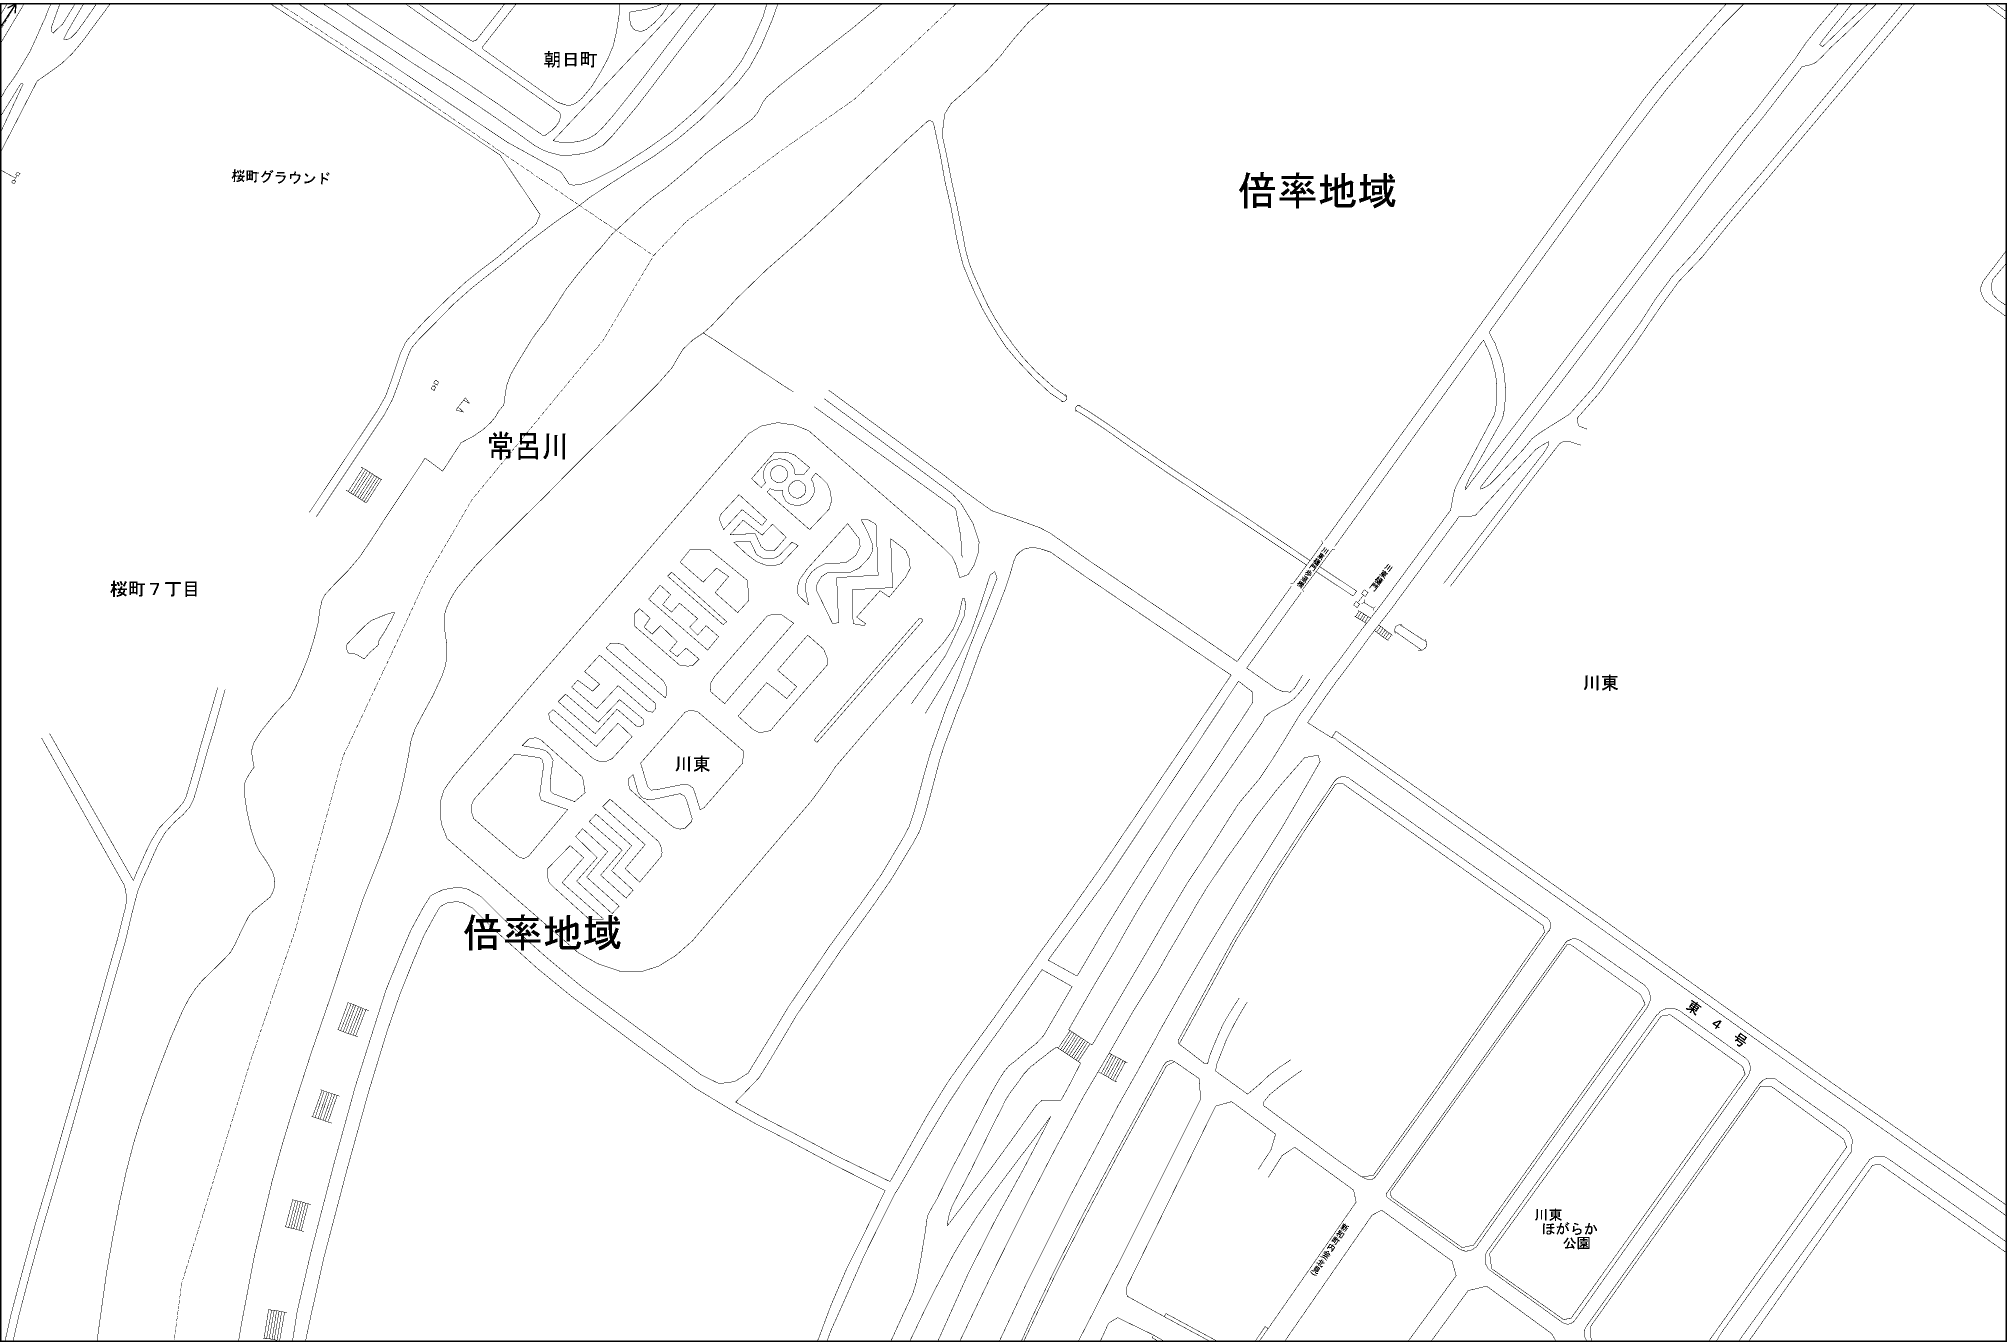 朝日町
桜町グラウンド
倍率地域
常呂川
桜町７丁目
川東
川東
倍率地域
東４号
川東
ほがらか
公園